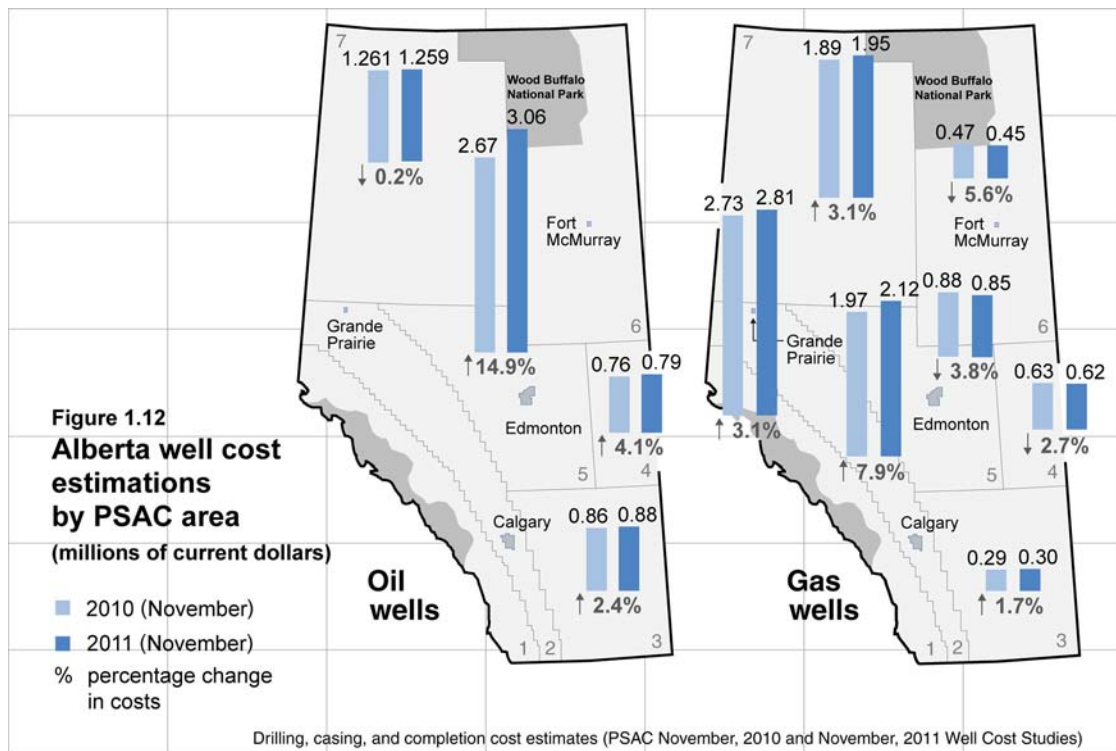 Figure 1.12
Alberta well cost
estimations
by PSAC area
(millions of current dollars)
2010 (November)
2011 (November)
% percentage change
in costs
7
1.261 1.259
↓ 0.2%
Wood Buffalo
National Park
3.06
2.67
↑ 14.9%
Fort
McMurray
Grande
Prairie
6
0.76 0.79
↑ 4.1%
Edmonton
5
4
Calgary
0.86 0.88
↑ 2.4%
Oil
wells
1
2
3
7
1.89 1.95
↑ 3.1%
Wood Buffalo
National Park
0.47 0.45
↓ 5.6%
Fort
McMurray
2.73 2.81
↑ 3.1%
Grande
Prairie
1.97 2.12
↑ 7.9%
0.88 0.85
↓ 3.8%
6
0.63 0.62
↓ 2.7%
Edmonton
5
4
Calgary
0.29 0.30
↑ 1.7%
Gas
wells
1
2
3
Drilling, casing, and completion cost estimates (PSAC November, 2010 and November, 2011 Well Cost Studies)